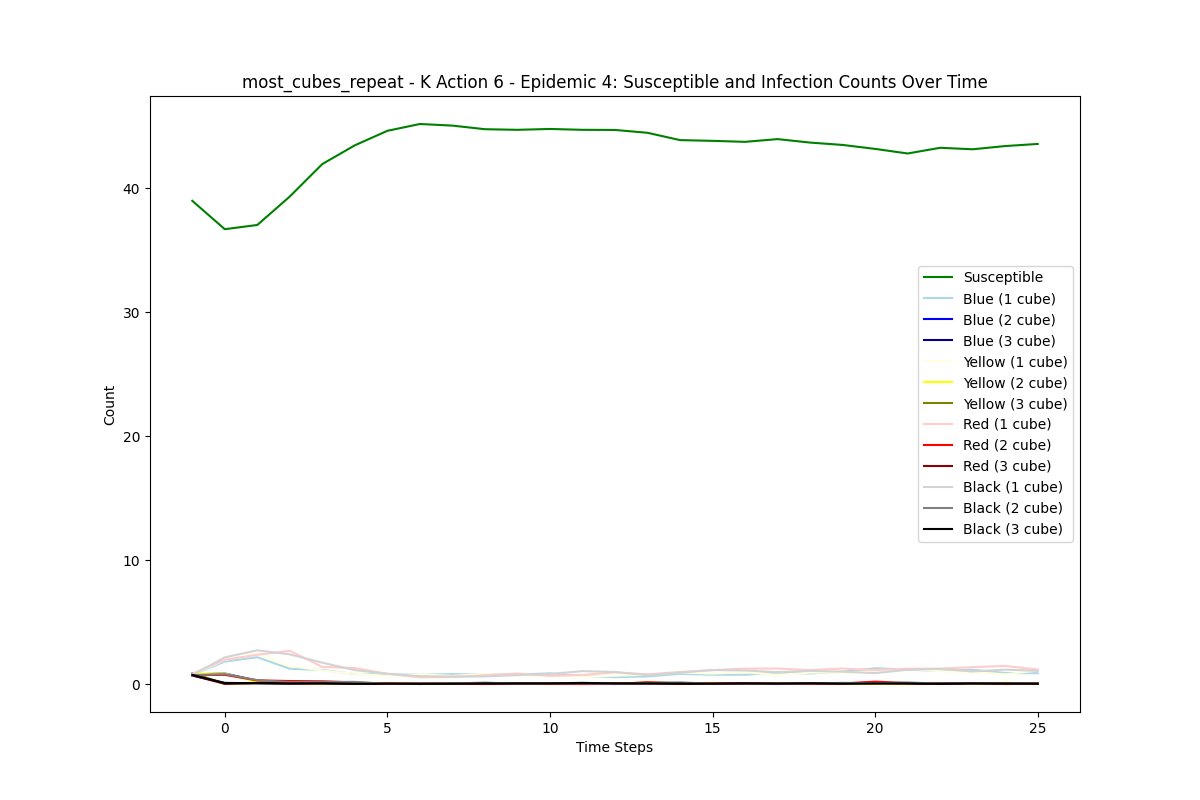 most_cubes_repeat - K Action 6 - Epidemic 4: Susceptible and Infection Counts Over Time
Count
40
30
20
10
0
Susceptible
Blue (1 cube)
Blue (2 cube)
Blue (3 cube)
Yellow (1 cube)
Yellow (2 cube)
Yellow (3 cube)
Red (1 cube)
Red (2 cube)
Red (3 cube)
Black (1 cube)
Black (2 cube)
Black (3 cube)
0 5 10 15 20 25
Time Steps